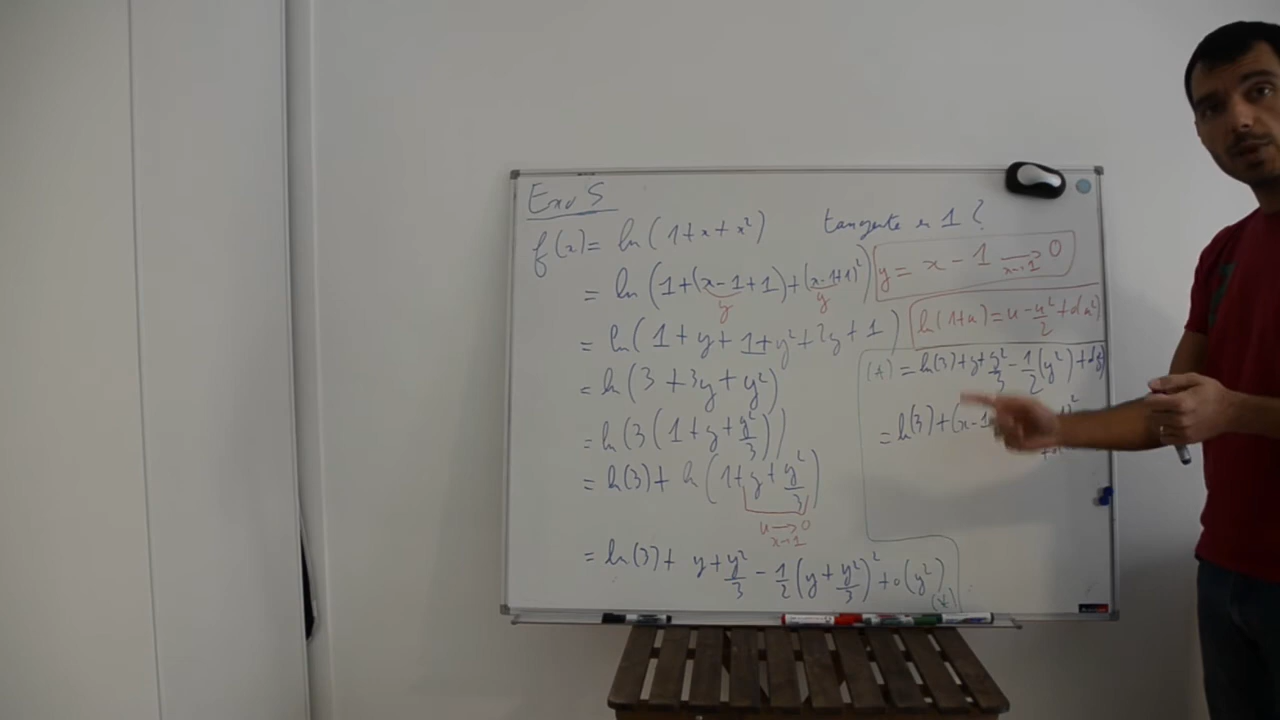 Exo 5
f(x) = ln(1+x+x²) tangente en 1 ?
= ln(1+(x-1+1)+(x-1+1)²) y = x-1 → 0
x→1
y y
= ln(1+y+1+y²+2y+1) ln(1+u) = u - u²/2 + o(u²)
= ln(3+3y+y²)
= ln(3(1+y+y²/3))
= ln(3) + ln(1+y+y²/3)
u → 0
x→1
= ln(3) + y + y²/3 - 1/2(y+y²/3)² + o(y²)
(*)
(*) = ln(3) + y + y²/3 - 1/2(y²) +
= ln(3) + (x-1